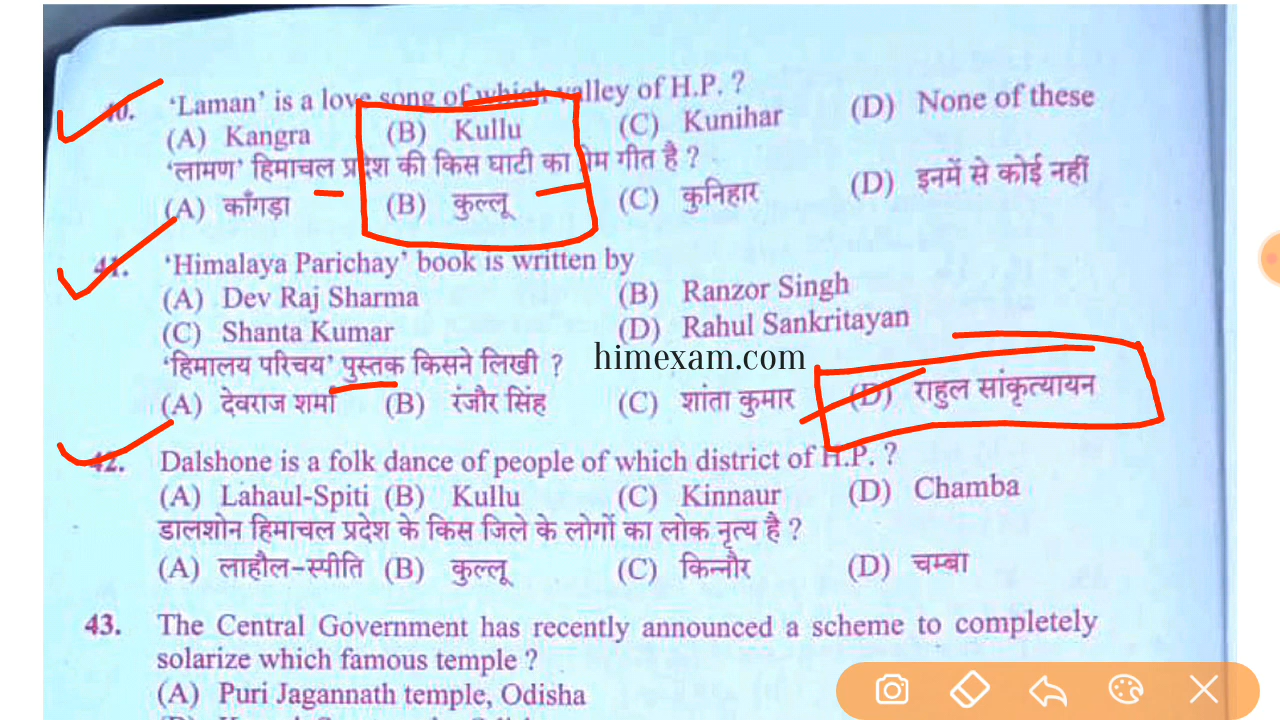 40. 'Laman' is a love song of which valley of H.P. ?
(A) Kangra (B) Kullu (C) Kunihar (D) None of these
'लामण' हिमाचल प्रदेश की किस घाटी का प्रेम गीत है ?
(A) काँगड़ा (B) कुल्लू (C) कुनिहार (D) इनमें से कोई नहीं
41. 'Himalaya Parichay' book is written by
(A) Dev Raj Sharma (B) Ranzor Singh
(C) Shanta Kumar (D) Rahul Sankritayan
'हिमालय परिचय' पुस्तक किसने लिखी ?
himexam.com
(A) देवराज शर्मा (B) रंजौर सिंह (C) शांता कुमार (D) राहुल सांकृत्यायन
42. Dalshone is a folk dance of people of which district of H.P. ?
(A) Lahaul-Spiti (B) Kullu (C) Kinnaur (D) Chamba
डालशोन हिमाचल प्रदेश के किस जिले के लोगों का लोक नृत्य है ?
(A) लाहौल-स्पीति (B) कुल्लू (C) किन्नौर (D) चम्बा
43. The Central Government has recently announced a scheme to completely
solarize which famous temple ?
(A) Puri Jagannath temple, Odisha